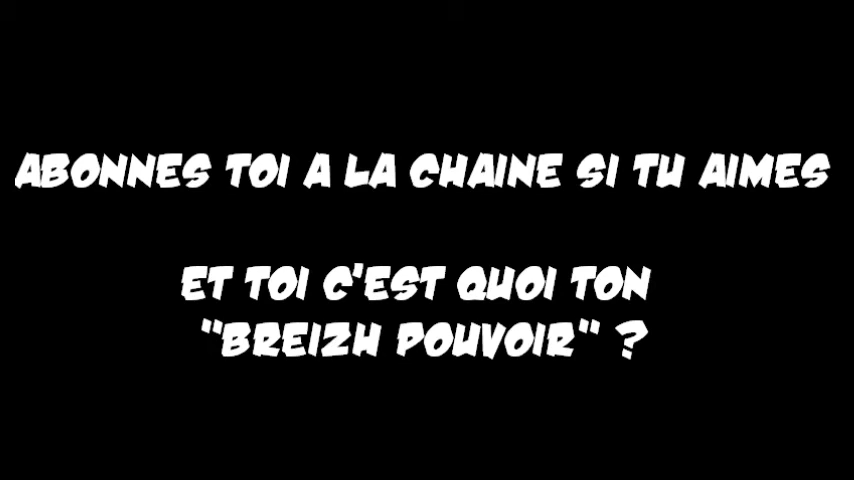 ABONNES TOI A LA CHAINE SI TU AIMES
ET TOI C'EST QUOI TON
"BREIZH POUVOIR" ?